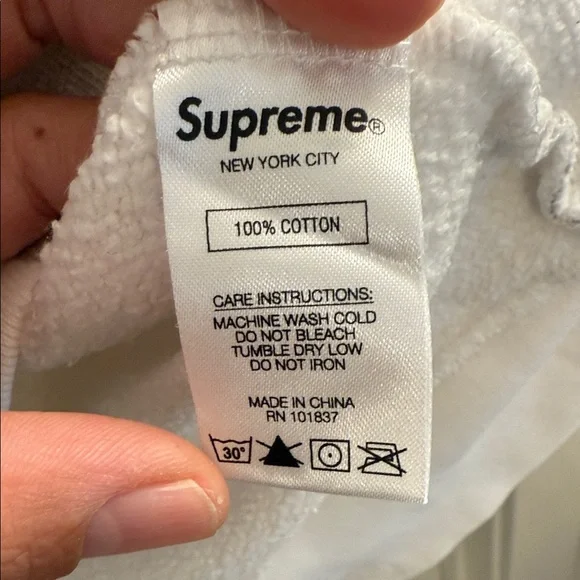 Supreme®
NEW YORK CITY
100% COTTON
CARE INSTRUCTIONS:
MACHINE WASH COLD
DO NOT BLEACH
TUMBLE DRY LOW
DO NOT IRON
MADE IN CHINA
RN 101837
30°